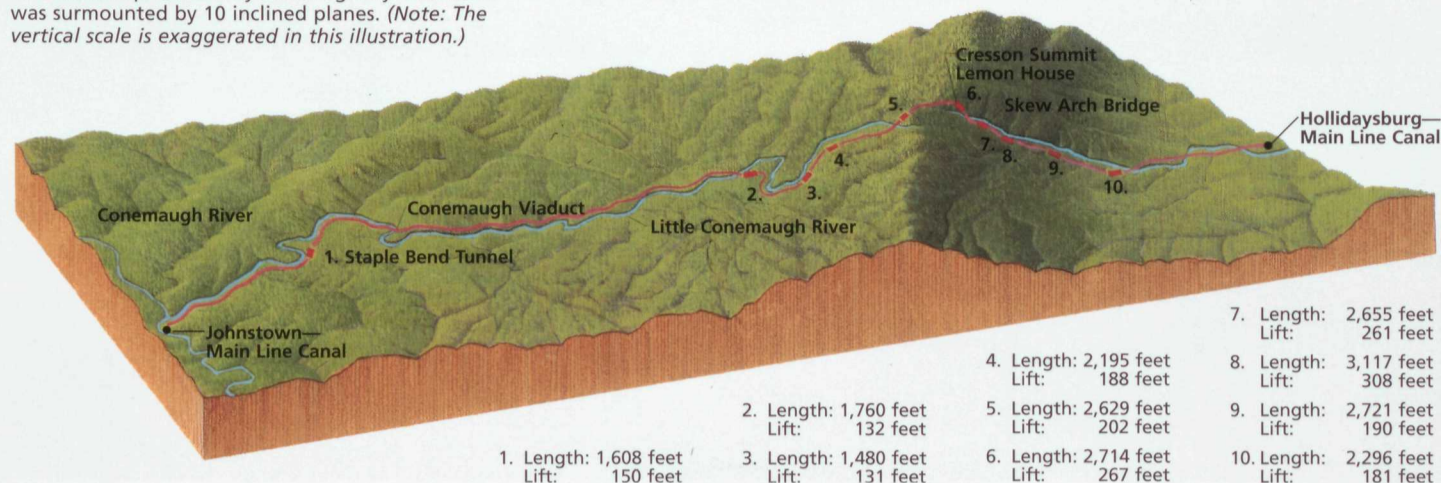 was surmounted by 10 inclined planes. (Note: The
vertical scale is exaggerated in this illustration.)
Cresson Summit
Lemon House
5.
6.
Skew Arch Bridge
Hollidaysburg—
Main Line Canal
7.
8.
4.
9.
10.
2.
3.
Conemaugh River
Conemaugh Viaduct
Little Conemaugh River
1. Staple Bend Tunnel
Johnstown—
Main Line Canal
1. Length: 1,608 feet
Lift: 150 feet
2. Length: 1,760 feet
Lift: 132 feet
3. Length: 1,480 feet
Lift: 131 feet
4. Length: 2,195 feet
Lift: 188 feet
5. Length: 2,629 feet
Lift: 202 feet
6. Length: 2,714 feet
Lift: 267 feet
7. Length: 2,655 feet
Lift: 261 feet
8. Length: 3,117 feet
Lift: 308 feet
9. Length: 2,721 feet
Lift: 190 feet
10. Length: 2,296 feet
Lift: 181 feet